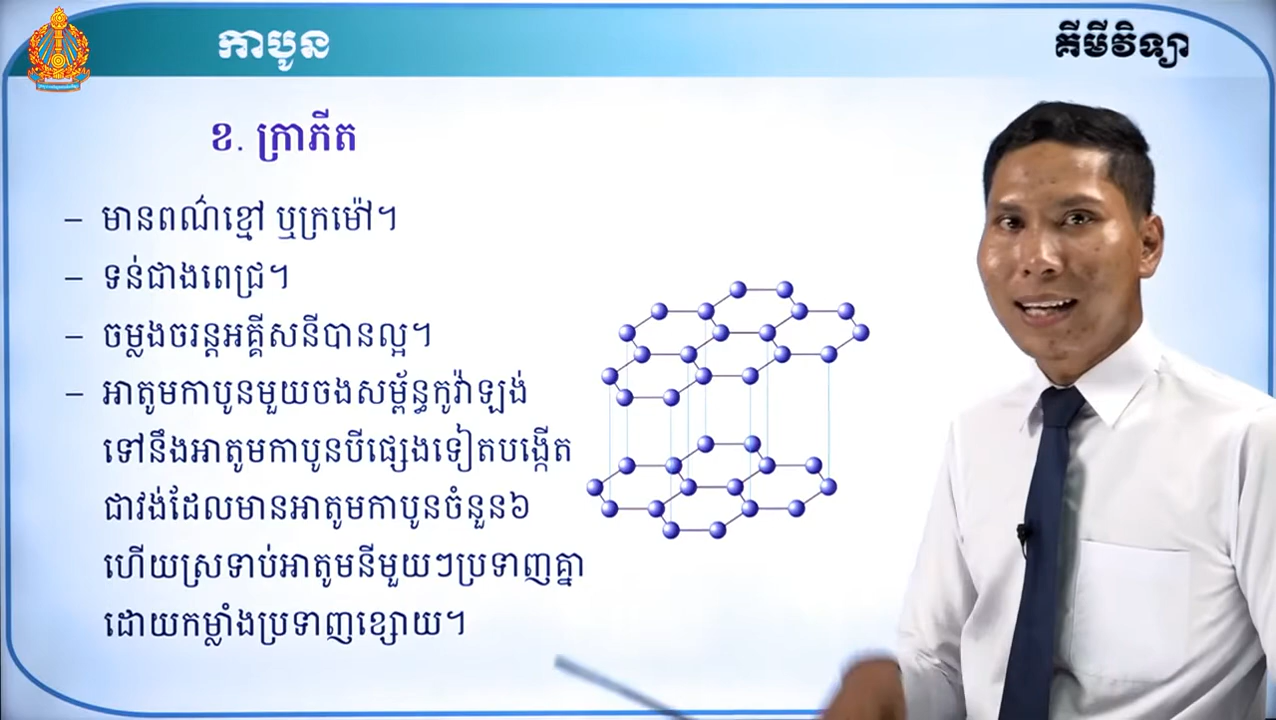 កាបូន
គីមីវិទ្យា
ខ. ក្រាភីត
– មានពណ៌ខ្មៅ ឬក្រម៉ៅ។
– ទន់ជាងពេជ្រ។
– ចម្លងចរន្តអគ្គីសនីបានល្អ។
– អាតូមកាបូនមួយចងសម្ព័ន្ធកូវ៉ាឡង់
ទៅនឹងអាតូមកាបូនបីផ្សេងទៀតបង្កើត
ជាវង់ដែលមានអាតូមកាបូនចំនួន៦
ហើយស្រទាប់អាតូមនីមួយៗប្រទាញគ្នា
ដោយកម្លាំងប្រទាញខ្សោយ។